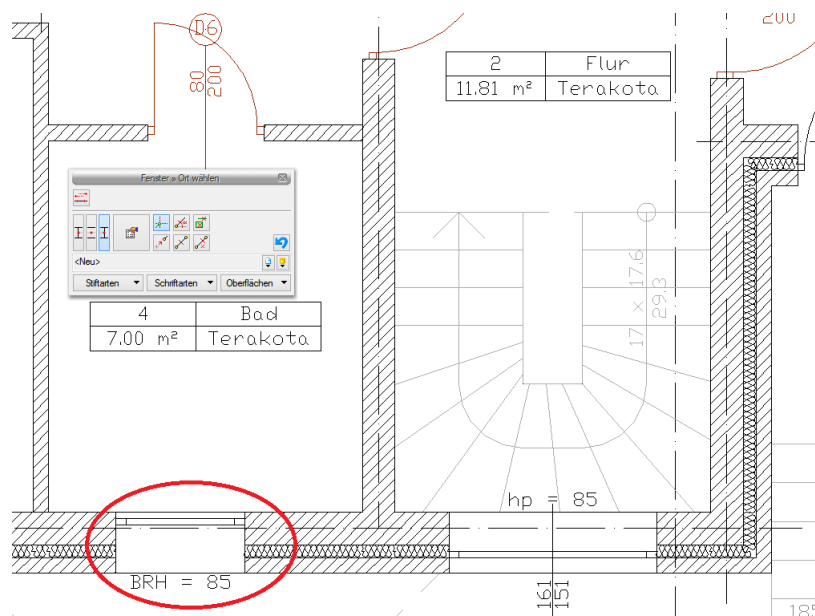 D6
200
80
200
2 Flur
11.81 m² Terakota
Fenster » Ort wählen
<Neu>
Stiftarten Schriftarten Oberflächen
4 Bad
7.00 m² Terakota
17 x 17.6
29.3
hp = 85
BRH = 85
161
151
185